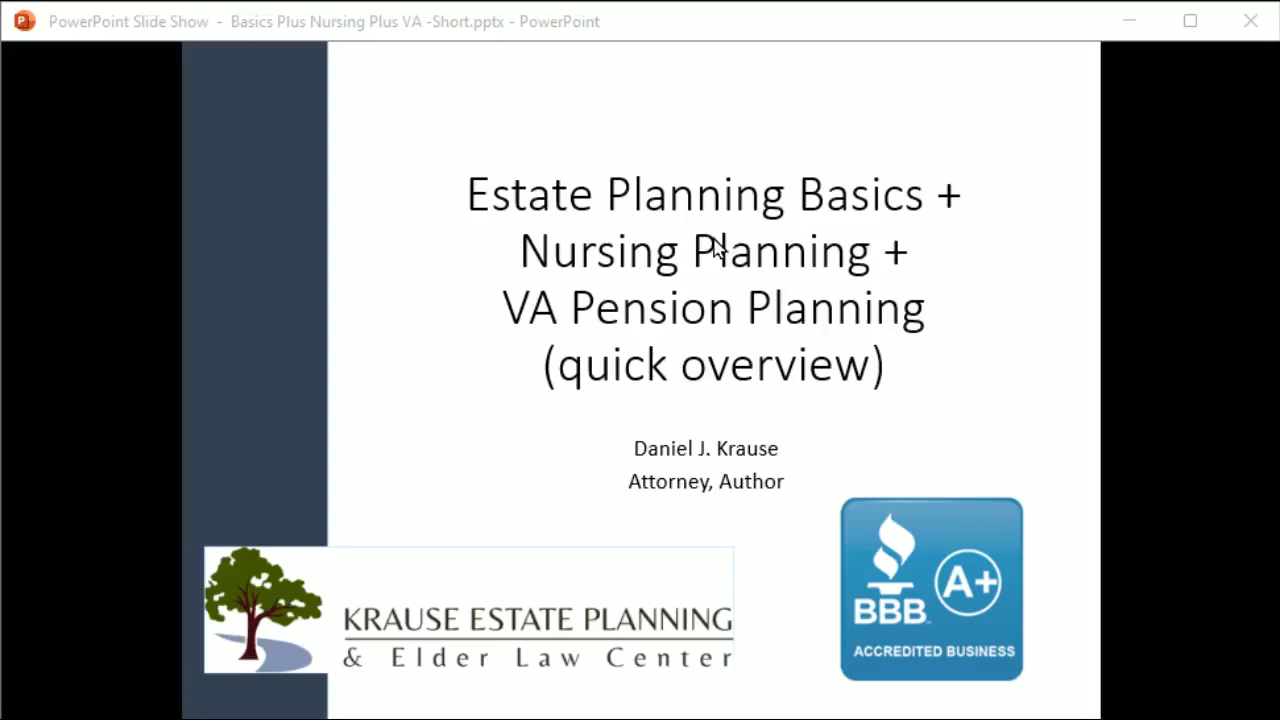 PowerPoint Slide Show - Basics Plus Nursing Plus VA -Short.pptx - PowerPoint
Estate Planning Basics +
Nursing Planning +
VA Pension Planning
(quick overview)
Daniel J. Krause
Attorney, Author
KRAUSE ESTATE PLANNING
& Elder Law Center
A+
BBB
ACCREDITED BUSINESS